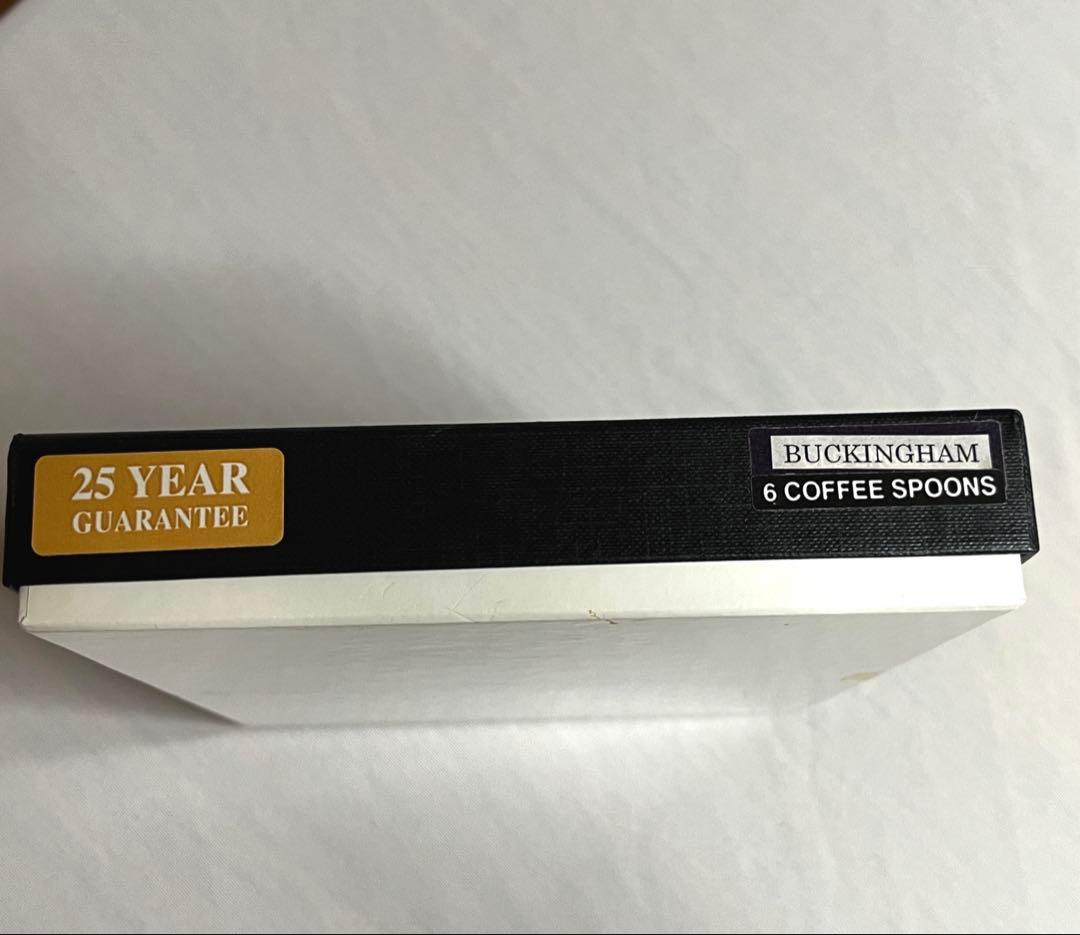 25 YEAR
GUARANTEE
BUCKINGHAM
6 COFFEE SPOONS